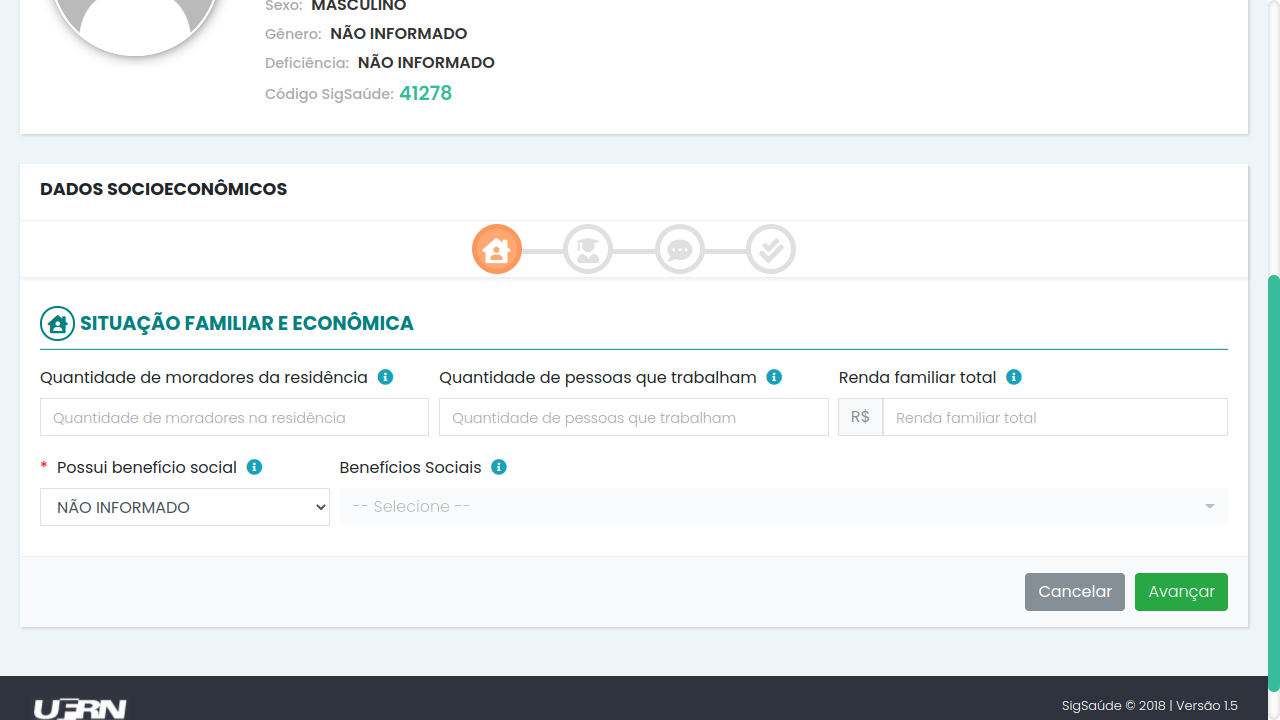 Sexo: MASCULINO
Gênero: NÃO INFORMADO
Deficiência: NÃO INFORMADO
Código SigSaúde: 41278
DADOS SOCIOECONÔMICOS
SITUAÇÃO FAMILIAR E ECONÔMICA
Quantidade de moradores da residência
Quantidade de pessoas que trabalham
Renda familiar total
Quantidade de moradores na residência
Quantidade de pessoas que trabalham
R$ Renda familiar total
* Possui benefício social
Benefícios Sociais
NÃO INFORMADO
-- Selecione --
Cancelar
Avançar
UFRN
SigSaúde © 2018 | Versão 1.5